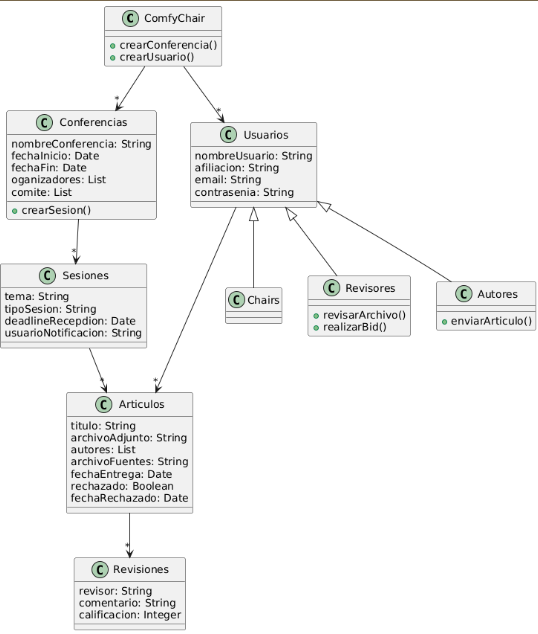 C ComfyChair
crearConferencia()
crearUsuario()
*
*
C Conferencias
nombreConferencia: String
fechaInicio: Date
fechaFin: Date
oganizadores: List
comite: List
crearSesion()
C Usuarios
nombreUsuario: String
afiliacion: String
email: String
contrasenia: String
*
C Sesiones
tema: String
tipoSesion: String
deadlineRecepdion: Date
usuarioNotificacion: String
C Chairs
C Revisores
revisarArchivo()
realizarBid()
C Autores
enviarArticulo()
*
*
C Articulos
titulo: String
archivoAdjunto: String
autores: List
archivoFuentes: String
fechaEntrega: Date
rechazado: Boolean
fechaRechazado: Date
*
C Revisiones
revisor: String
comentario: String
calificacion: Integer